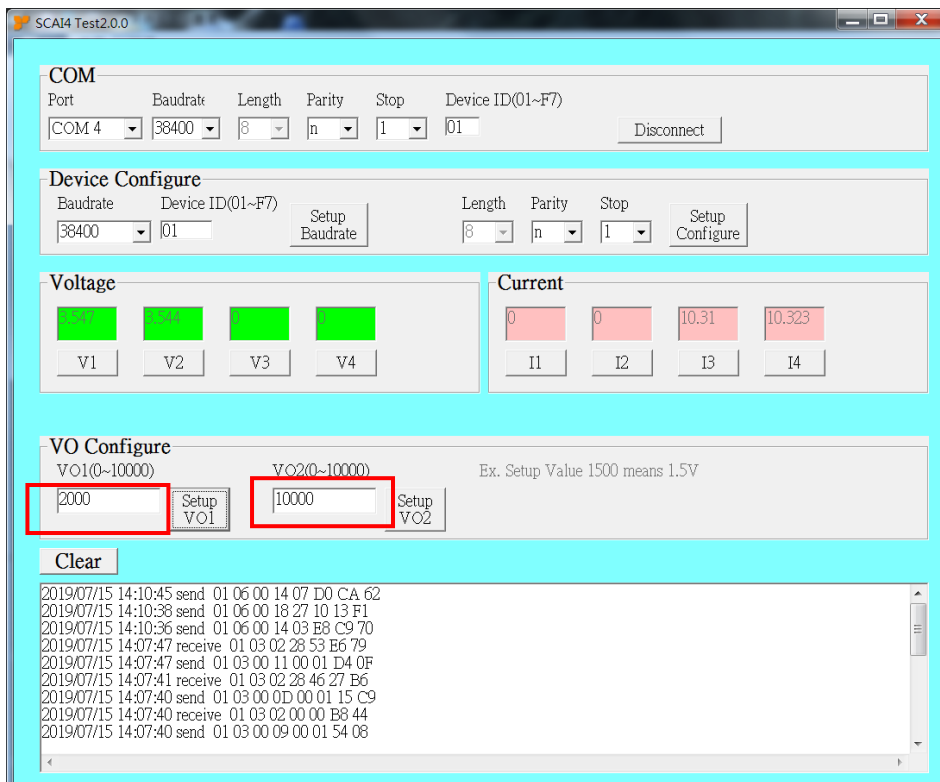 SCAI4 Test2.0.0
COM
Port Baudrate Length Parity Stop Device ID(01~F7)
COM 4 38400 8 n 1 01 Disconnect
Device Configure
Baudrate Device ID(01~F7) Setup Baudrate Length Parity Stop Setup Configure
38400 01 8 n 1
Voltage
3.547 3.544 0 0
V1 V2 V3 V4
Current
0 0 10.31 10.323
I1 I2 I3 I4
VO Configure
VO1(0~10000) VO2(0~10000) Ex. Setup Value 1500 means 1.5V
2000 Setup VO1 10000 Setup VO2
Clear
2019/07/15 14:10:45 send 01 06 00 14 07 D0 CA 62
2019/07/15 14:10:38 send 01 06 00 18 27 10 13 F1
2019/07/15 14:10:36 send 01 06 00 14 03 E8 C9 70
2019/07/15 14:07:47 receive 01 03 02 28 53 E6 79
2019/07/15 14:07:47 send 01 03 00 11 00 01 D4 0F
2019/07/15 14:07:41 receive 01 03 02 28 46 27 B6
2019/07/15 14:07:40 send 01 03 00 0D 00 01 15 C9
2019/07/15 14:07:40 receive 01 03 02 00 00 B8 44
2019/07/15 14:07:40 send 01 03 00 09 00 01 54 08